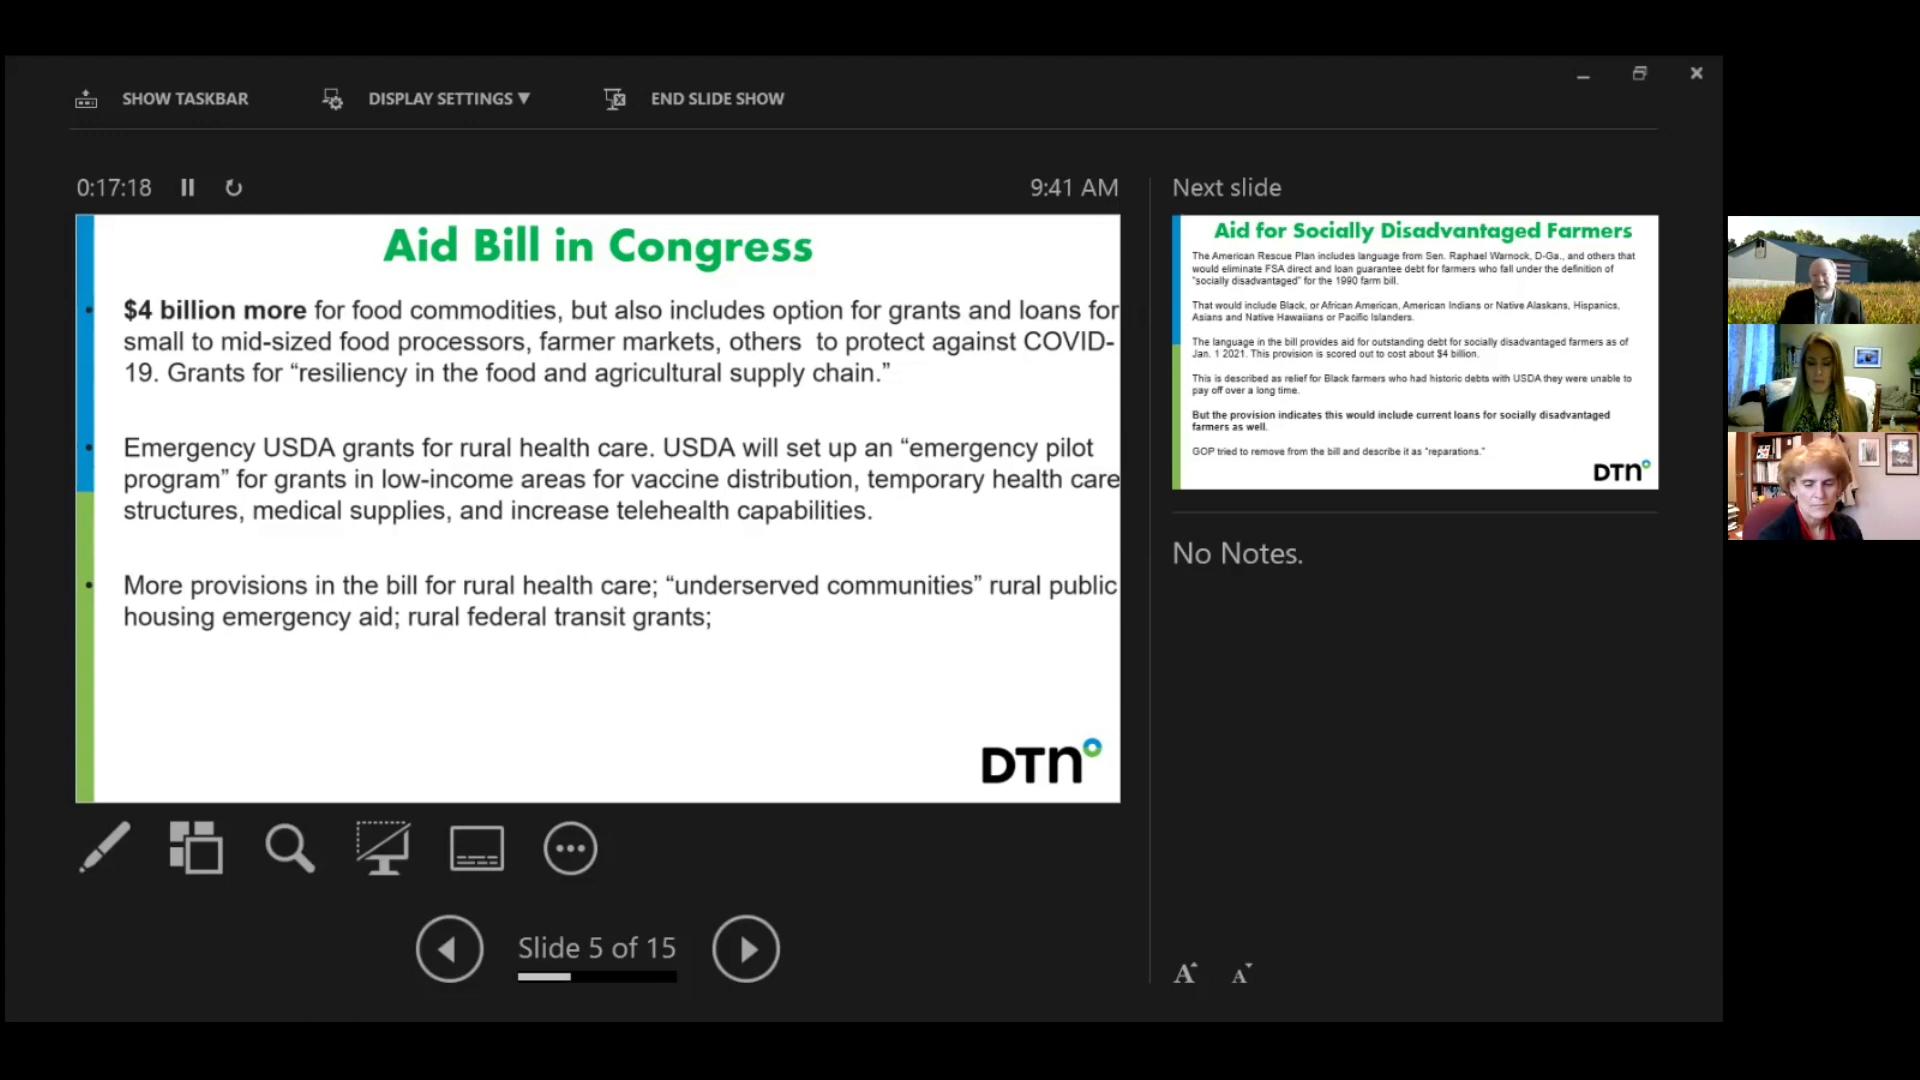 SHOW TASKBAR
DISPLAY SETTINGS ▼
END SLIDE SHOW
0:17:18
9:41 AM
Aid Bill in Congress
• $4 billion more for food commodities, but also includes option for grants and loans for
small to mid-sized food processors, farmer markets, others  to protect against COVID-
19. Grants for “resiliency in the food and agricultural supply chain.”
• Emergency USDA grants for rural health care. USDA will set up an “emergency pilot
program” for grants in low-income areas for vaccine distribution, temporary health care
structures, medical supplies, and increase telehealth capabilities.
• More provisions in the bill for rural health care; “underserved communities” rural public
housing emergency aid; rural federal transit grants;
DTN
Slide 5 of 15
Next slide
Aid for Socially Disadvantaged Farmers
The American Rescue Plan includes language from Sen. Raphael Warnock, D-Ga., and others that
would eliminate FSA direct and loan guarantee debt for farmers who fall under the definition of
“socially disadvantaged” for the 1990 farm bill.
That would include Black, or African American, American Indians or Native Alaskans, Hispanics,
Asians and Native Hawaiians or Pacific Islanders.
The language in the bill provides aid for outstanding debt for socially disadvantaged farmers as of
Jan. 1 2021. This provision is scored out to cost about $4 billion.
This is described as relief for Black farmers who had historic debts with USDA they were unable to
pay off over a long time.
But the provision indicates this would include current loans for socially disadvantaged
farmers as well.
GOP tried to remove from the bill and describe it as “reparations.”
DTN
No Notes.
A A